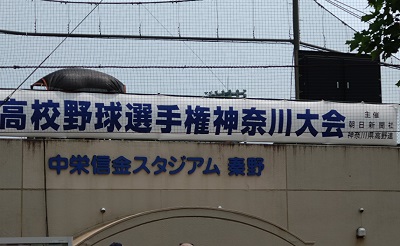 高校野球選手権神奈川大会
主催
朝日新聞社
神奈川県高野連
中栄信金スタジアム 秦野